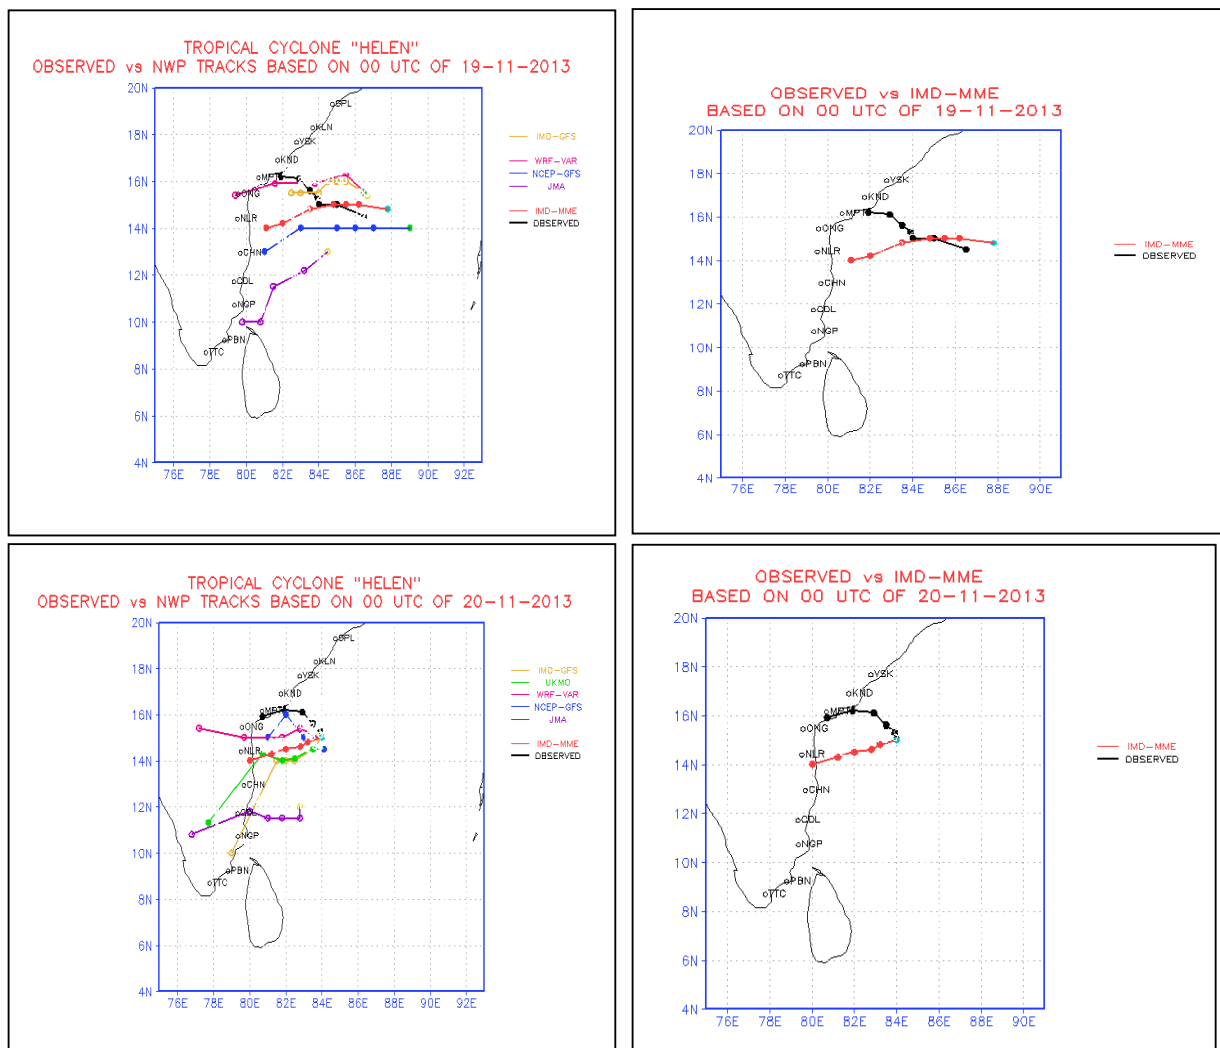 TROPICAL CYCLONE "HELEN"
OBSERVED vs NWP TRACKS BASED ON 00 UTC OF 19-11-2013
20N
18N
16N
14N
12N
10N
8N
6N
4N
76E 78E 80E 82E 84E 86E 88E 90E 92E
GPL
KLN
VSK
KND
MPT
ONG
NLR
CHN
CDL
NGP
PBN
TTC
IMD-GFS
WRF-VAR
NCEP-GFS
JMA
IMD-MME
OBSERVED
OBSERVED vs IMD-MME
BASED ON 00 UTC OF 19-11-2013
20N
18N
16N
14N
12N
10N
8N
6N
4N
76E 78E 80E 82E 84E 86E 88E 90E
VSK
KND
MPT
ONG
NLR
CHN
CDL
NGP
PBN
TTC
IMD-MME
OBSERVED
TROPICAL CYCLONE "HELEN"
OBSERVED vs NWP TRACKS BASED ON 00 UTC OF 20-11-2013
20N
18N
16N
14N
12N
10N
8N
6N
4N
76E 78E 80E 82E 84E 86E 88E 90E 92E
GPL
KLN
VSK
KND
MPT
ONG
NLR
CHN
CDL
NGP
PBN
TTC
IMD-GFS
UKMO
WRF-VAR
NCEP-GFS
JMA
IMD-MME
OBSERVED
OBSERVED vs IMD-MME
BASED ON 00 UTC OF 20-11-2013
20N
18N
16N
14N
12N
10N
8N
6N
4N
76E 78E 80E 82E 84E 86E 88E 90E
VSK
KND
MPT
ONG
NLR
CHN
CDL
NGP
PBN
TTC
IMD-MME
OBSERVED